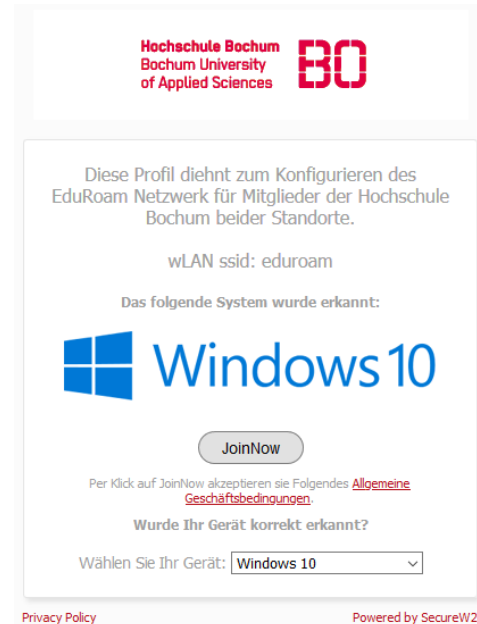 Hochschule Bochum
Bochum University
of Applied Sciences
BO
Diese Profil diehnt zum Konfigurieren des
EduRoam Netzwerk für Mitglieder der Hochschule
Bochum beider Standorte.
wLAN ssid: eduroam
Das folgende System wurde erkannt:
Windows 10
JoinNow
Per Klick auf JoinNow akzeptieren sie Folgendes Allgemeine
Geschäftsbedingungen.
Wurde Ihr Gerät korrekt erkannt?
Wählen Sie Ihr Gerät: Windows 10
Privacy Policy
Powered by SecureW2